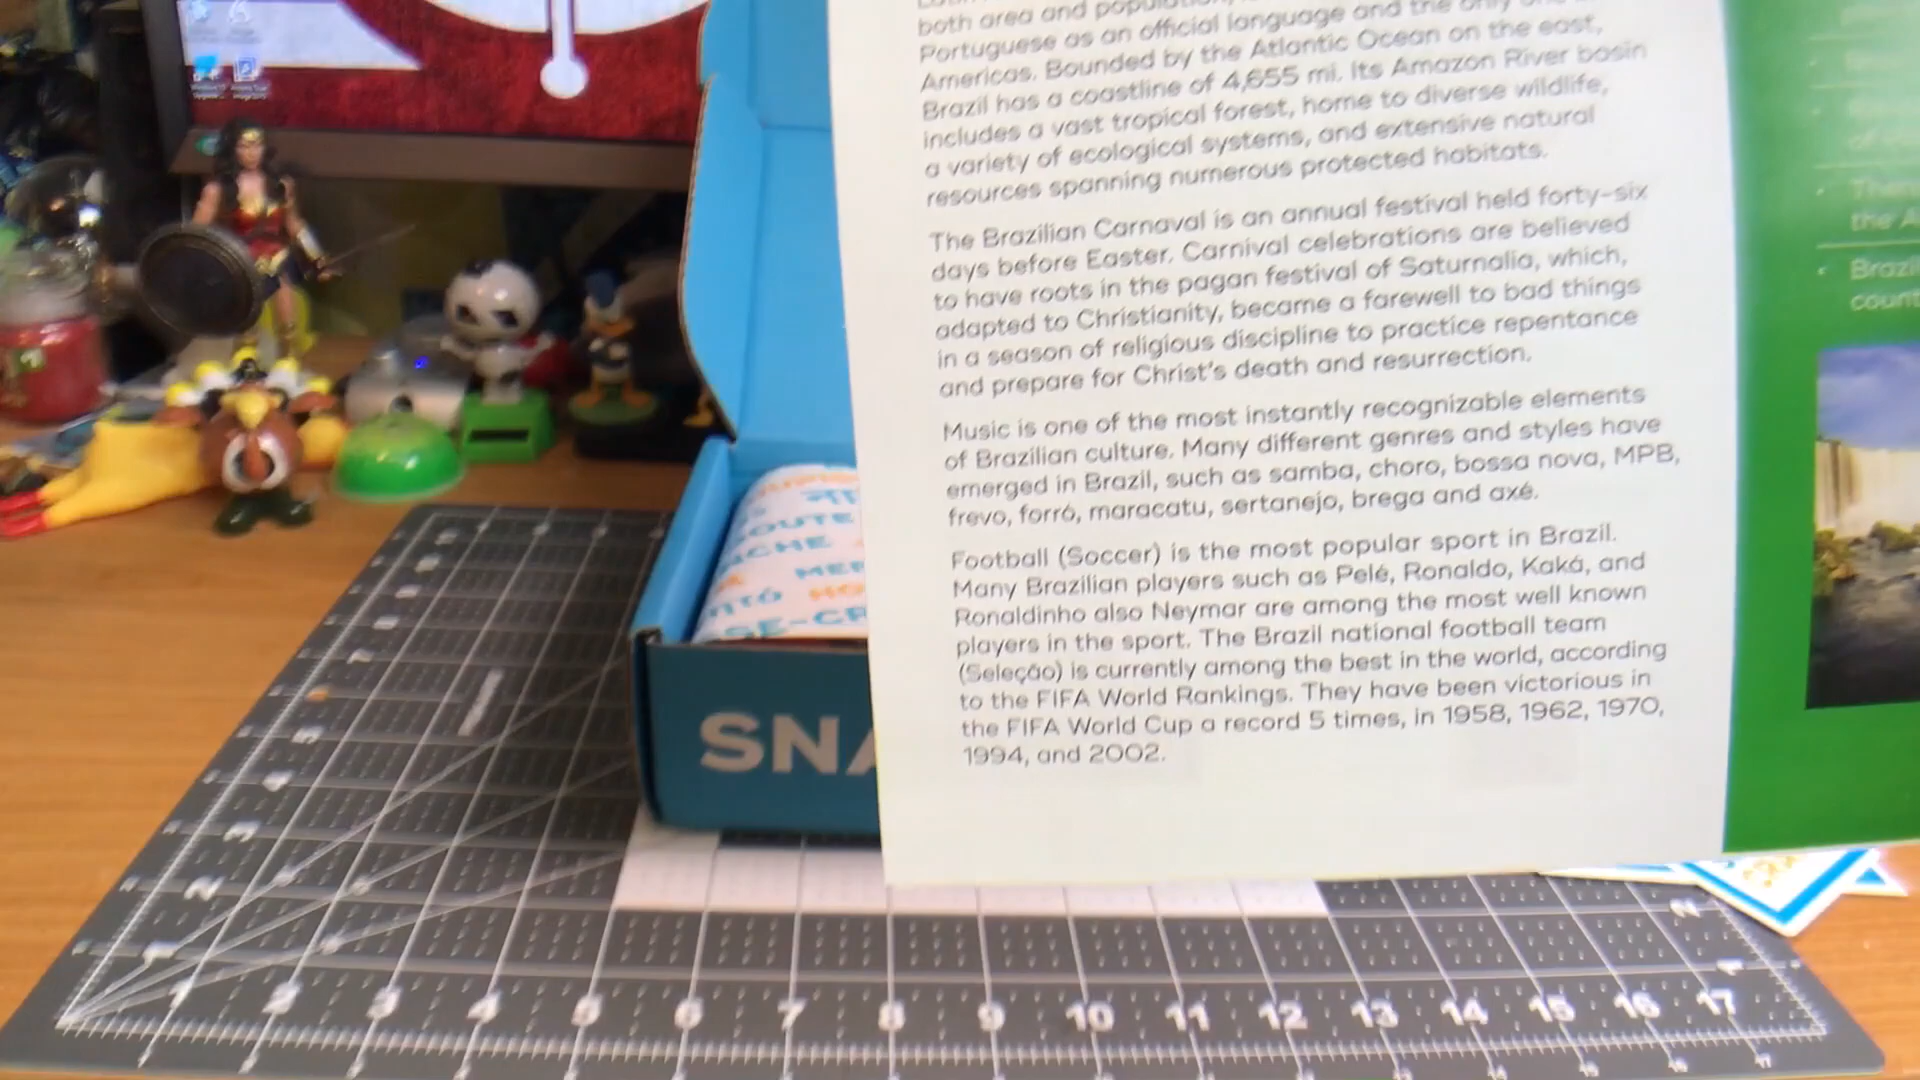 both area and population,
Portuguese as an official language and the only one
Americas. Bounded by the Atlantic Ocean on the east,
Brazil has a coastline of 4,655 mi. Its Amazon River basin
includes a vast tropical forest, home to diverse wildlife,
a variety of ecological systems, and extensive natural
resources spanning numerous protected habitats.
The Brazilian Carnaval is an annual festival held forty-six
days before Easter. Carnival celebrations are believed
to have roots in the pagan festival of Saturnalia, which,
adapted to Christianity, became a farewell to bad things
in a season of religious discipline to practice repentance
and prepare for Christ's death and resurrection.
Music is one of the most instantly recognizable elements
of Brazilian culture. Many different genres and styles have
emerged in Brazil, such as samba, choro, bossa nova, MPB,
frevo, forró, maracatu, sertanejo, brega and axé.
Football (Soccer) is the most popular sport in Brazil.
Many Brazilian players such as Pelé, Ronaldo, Kaká, and
Ronaldinho also Neymar are among the most well known
players in the sport. The Brazil national football team
(Seleção) is currently among the best in the world, according
to the FIFA World Rankings. They have been victorious in
the FIFA World Cup a record 5 times, in 1958, 1962, 1970,
1994, and 2002.
the A
Brazil
count
SNA
1 2 3 4 5 6 7 8 9 10 11 12 13 14 15 16 17